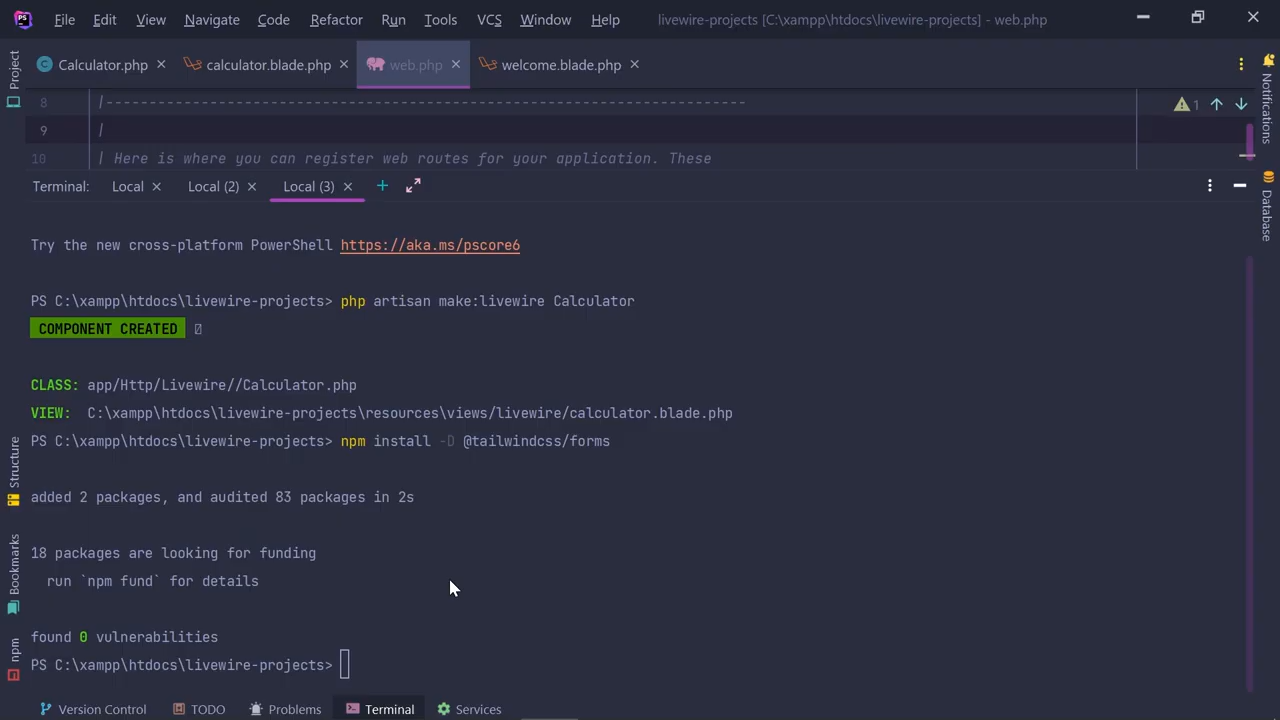 PS File Edit View Navigate Code Refactor Run Tools VCS Window Help livewire-projects [C:\xampp\htdocs\livewire-projects] - web.php
Calculator.php calculator.blade.php web.php welcome.blade.php
Project
Notifications
Database
8 |--------------------------------------------------------------------------
1
9 |
10 | Here is where you can register web routes for your application. These
Terminal: Local Local (2) Local (3)
Try the new cross-platform PowerShell https://aka.ms/pscore6
PS C:\xampp\htdocs\livewire-projects> php artisan make:livewire Calculator
COMPONENT CREATED
CLASS: app/Http/Livewire//Calculator.php
VIEW: C:\xampp\htdocs\livewire-projects\resources\views/livewire/calculator.blade.php
PS C:\xampp\htdocs\livewire-projects> npm install -D @tailwindcss/forms
added 2 packages, and audited 83 packages in 2s
18 packages are looking for funding
run `npm fund` for details
found 0 vulnerabilities
PS C:\xampp\htdocs\livewire-projects>
Structure
Bookmarks
npm
Version Control TODO Problems Terminal Services